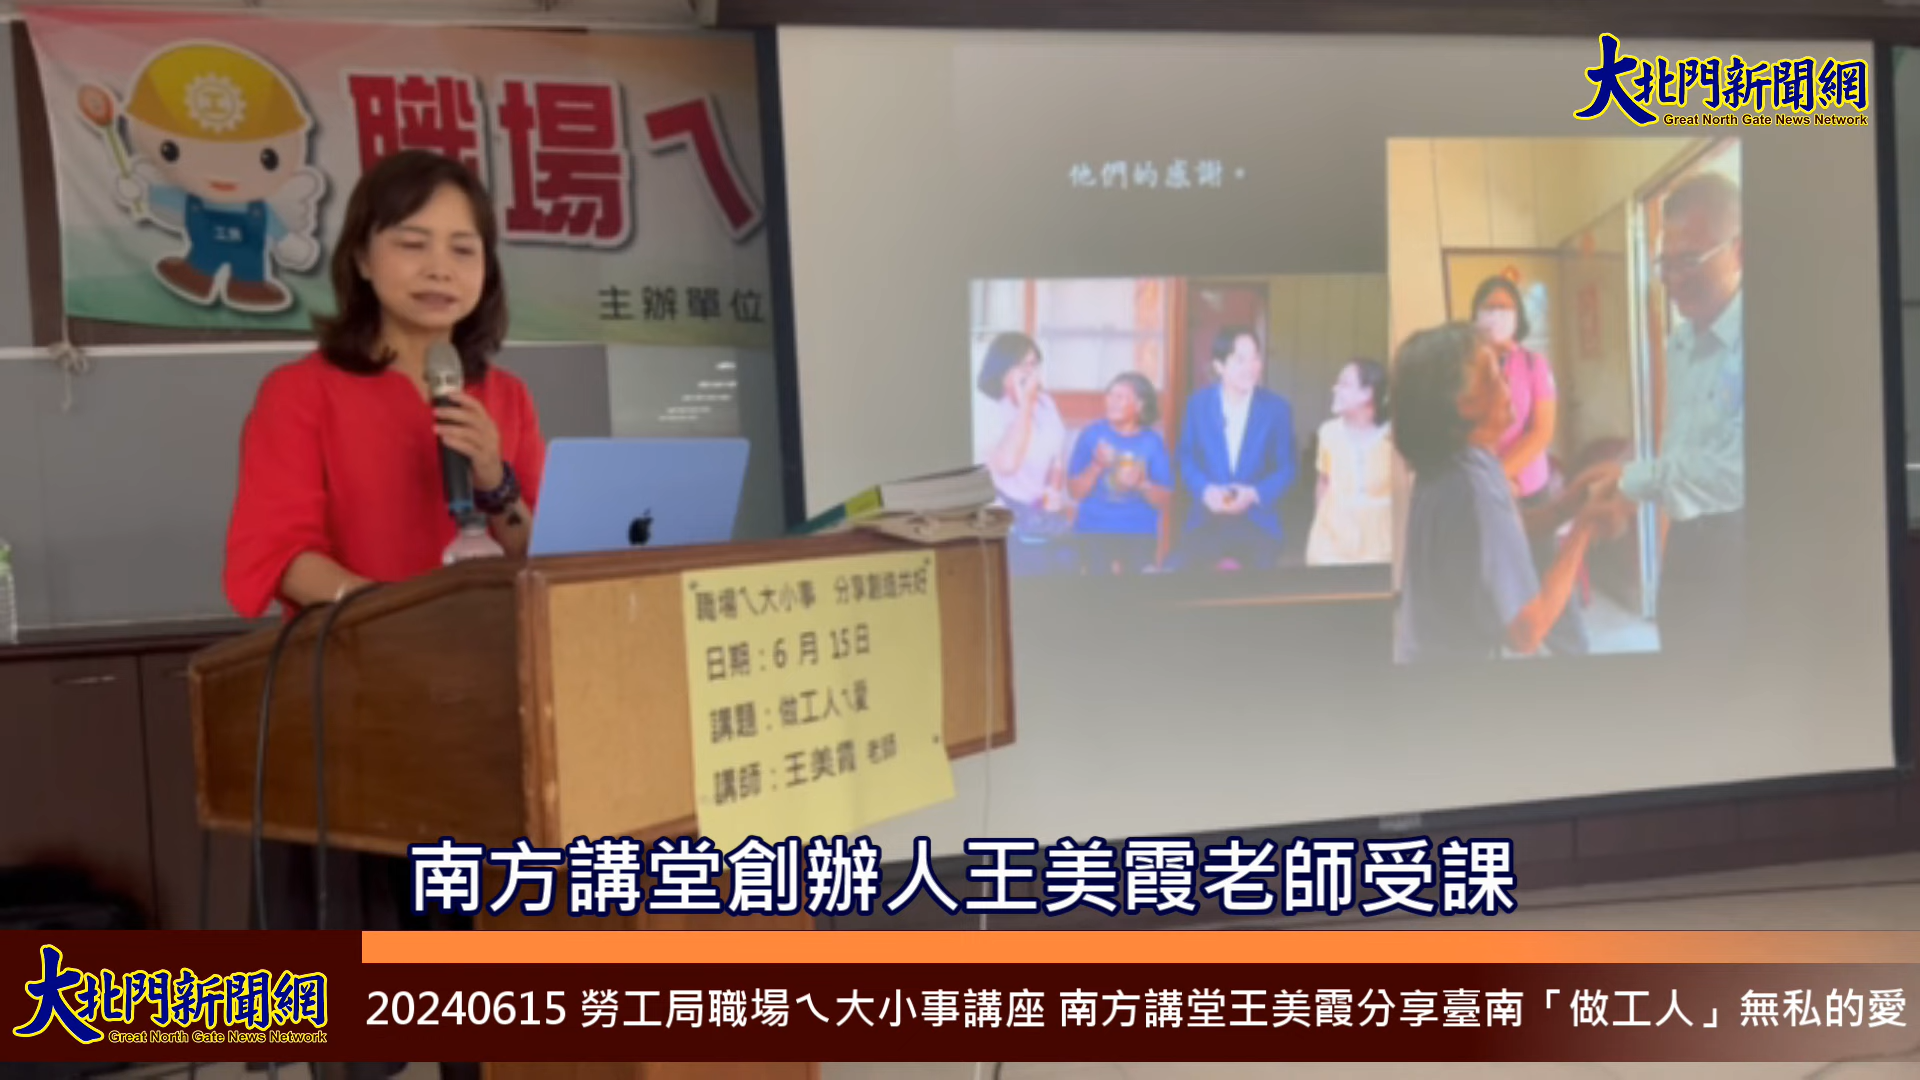 大北門新聞網
Great North Gate News Network
職場ㄟ
工
工務
主辦單位
他們的感謝。
職場ㄟ大小事 分享創造共好
日期：6 月 15日
講題：做工人ㄟ愛
講師：王美霞 老師
南方講堂創辦人王美霞老師受課
大北門新聞網
Great North Gate News Network
20240615 勞工局職場ㄟ大小事講座 南方講堂王美霞分享臺南「做工人」無私的愛